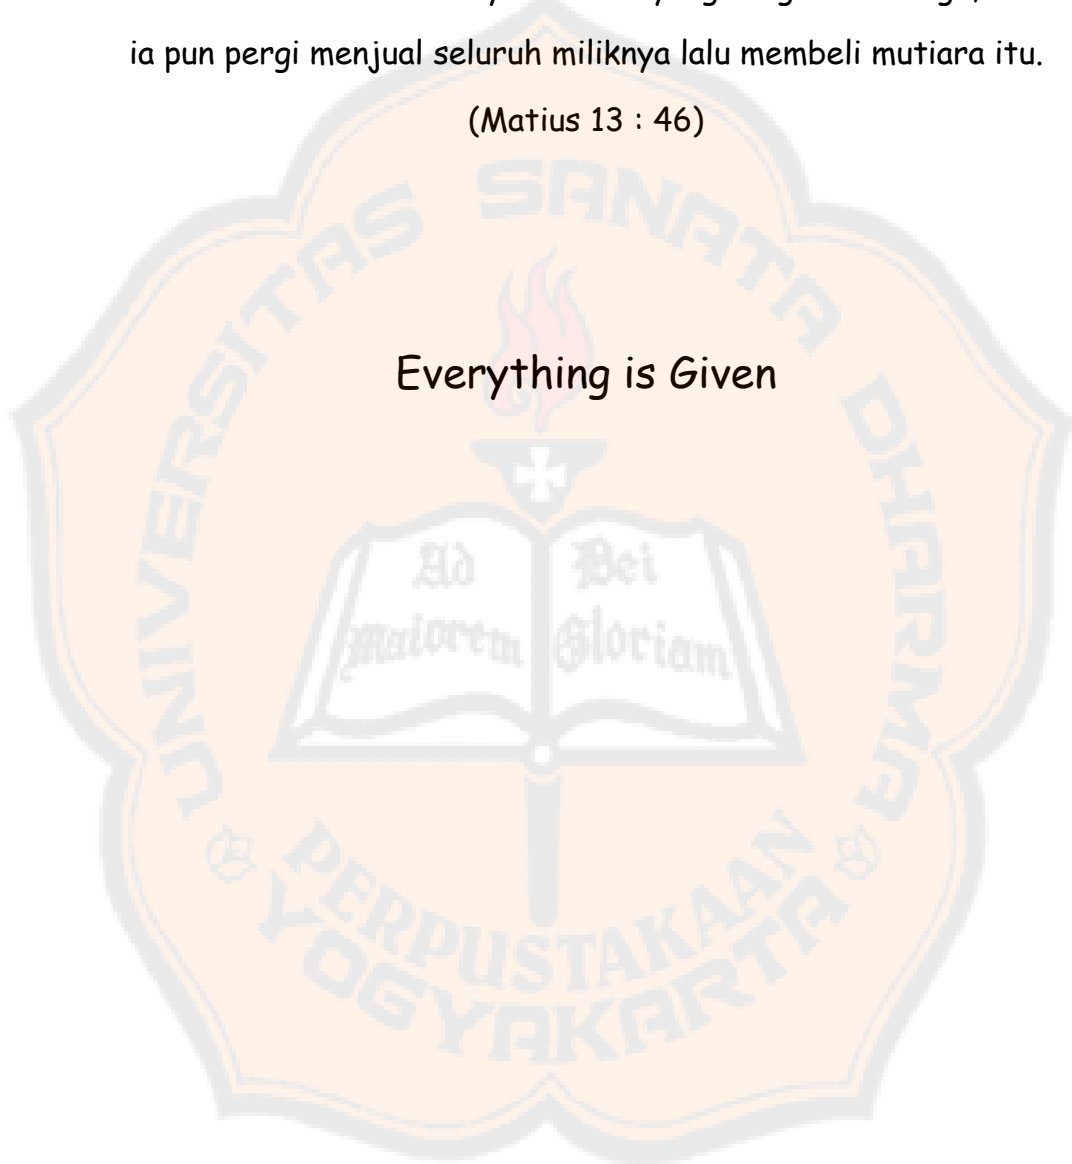 ia pun pergi menjual seluruh miliknya lalu membeli mutiara itu.
(Matius 13 : 46)
UNIVERSITAS SANATA DHARMA
Everything is Given
Ad Dei
Maiorem Gloriam
PERPUSTAKAAN
YOGYAKARTA